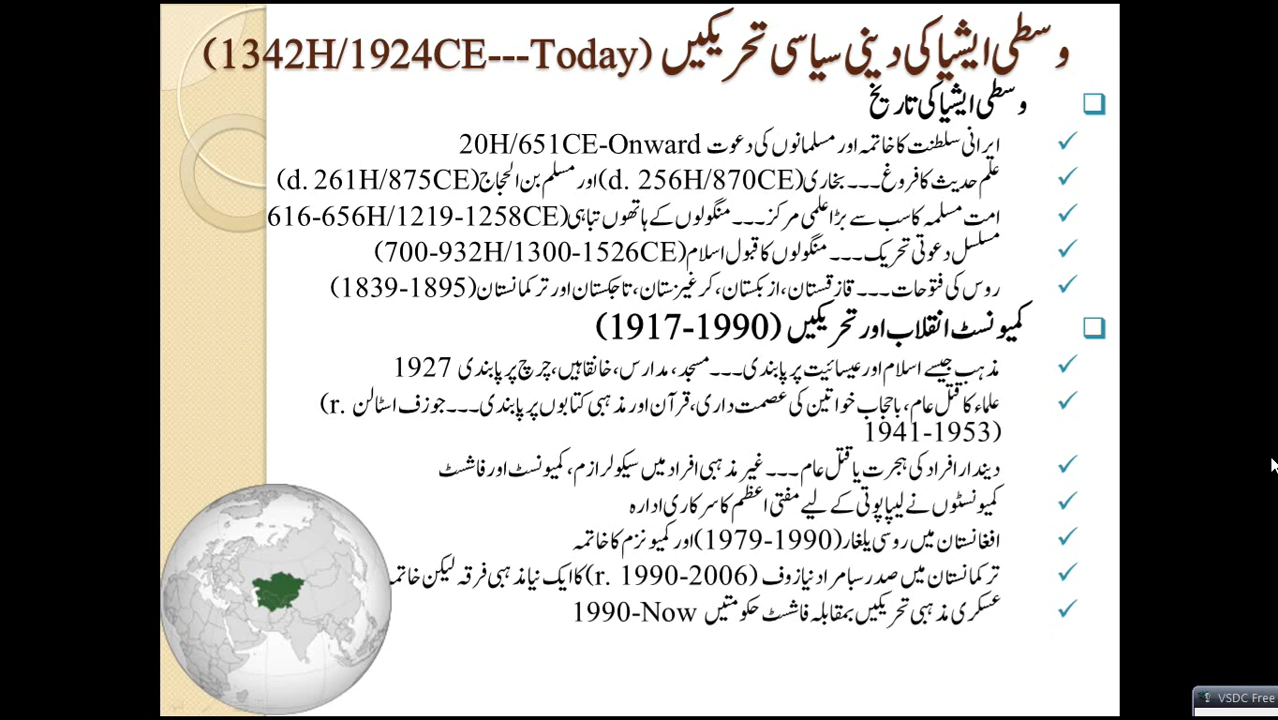 وسطی ایشیا کی دینی سیاسی تحریکیں (1342H/1924CE---Today)
وسطی ایشیا کی تاریخ
ایرانی سلطنت کا خاتمہ اور مسلمانوں کی دعوت 20H/651CE-Onward
علم حدیث کا فروغ۔۔۔ بخاری (d. 256H/870CE) اور مسلم بن الحجاج (d. 261H/875CE)
امت مسلمہ کا سب سے بڑا علمی مرکز۔۔۔ منگولوں کے ہاتھوں تباہی (616-656H/1219-1258CE
مسلسل دعوتی تحریک۔۔۔ منگولوں کا قبول اسلام (700-932H/1300-1526CE)
روس کی فتوحات۔۔۔ قازقستان، ازبکستان، کرغیزستان، تاجکستان اور ترکمانستان (1839-1895)
کمیونسٹ انقلاب اور تحریکیں (1917-1990)
مذہب جیسے اسلام اور عیسائیت پر پابندی۔۔۔ مسجد، مدارس، خانقاہیں، چرچ پر پابندی 1927
علماء کا قتل عام، باحجاب خواتین کی عصمت داری، قرآن اور مذہبی کتابوں پر پابندی۔۔۔ جوزف اسٹالن (r.
1941-1953)
دیندار افراد کی ہجرت یا قتل عام۔۔۔ غیر مذہبی افراد میں سیکولرازم، کمیونسٹ اور فاشسٹ
کمیونسٹوں نے لیپا پوتی کے لیے مفتی اعظم کا سرکاری ادارہ
افغانستان میں روسی یلغار (1979-1990) اور کمیونزم کا خاتمہ
ترکمانستان میں صدر سپامراد نیازوف (r. 1990-2006) کا ایک نیا مذہبی فرقہ لیکن خاتمہ
عسکری مذہبی تحریکیں بمقابلہ فاشسٹ حکومتیں 1990-Now
VSDC Free